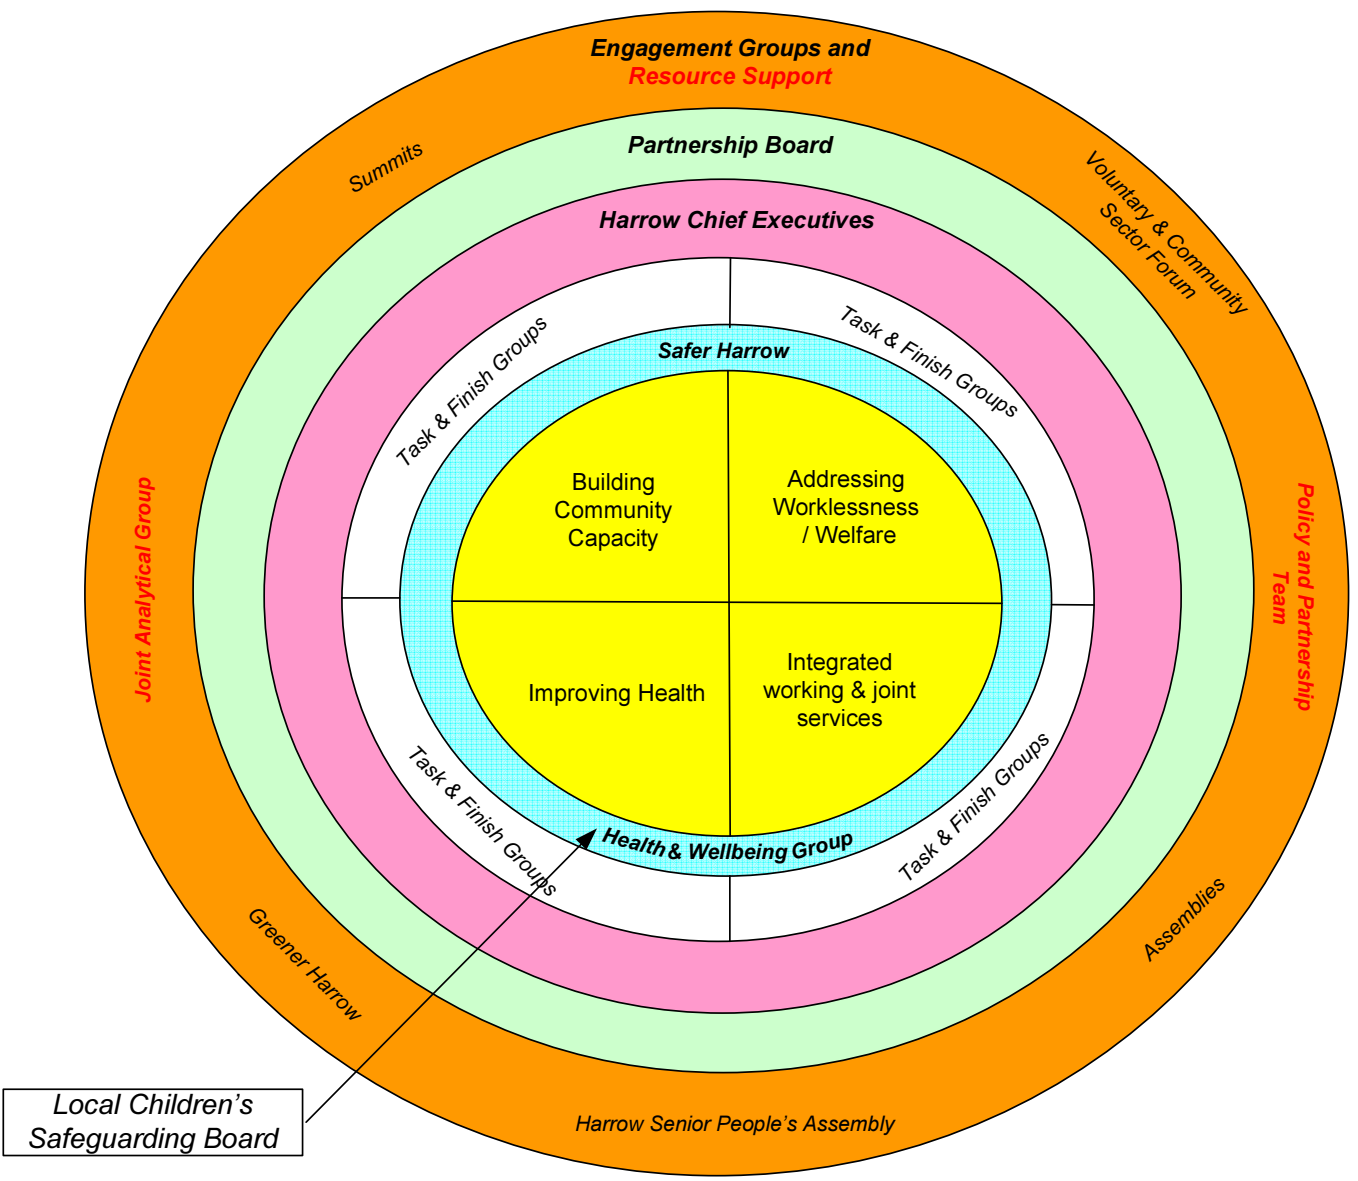 Engagement Groups and
Resource Support
Summits
Voluntary & Community
Sector Forum
Partnership Board
Harrow Chief Executives
Task & Finish Groups
Task & Finish Groups
Safer Harrow
Building
Community
Capacity
Addressing
Worklessness
/ Welfare
Joint Analytical Group
Policy and Partnership
Team
Improving Health
Integrated
working & joint
services
Task & Finish Groups
Task & Finish Groups
Health & Wellbeing Group
Greener Harrow
Assemblies
Local Children’s
Safeguarding Board
Harrow Senior People’s Assembly